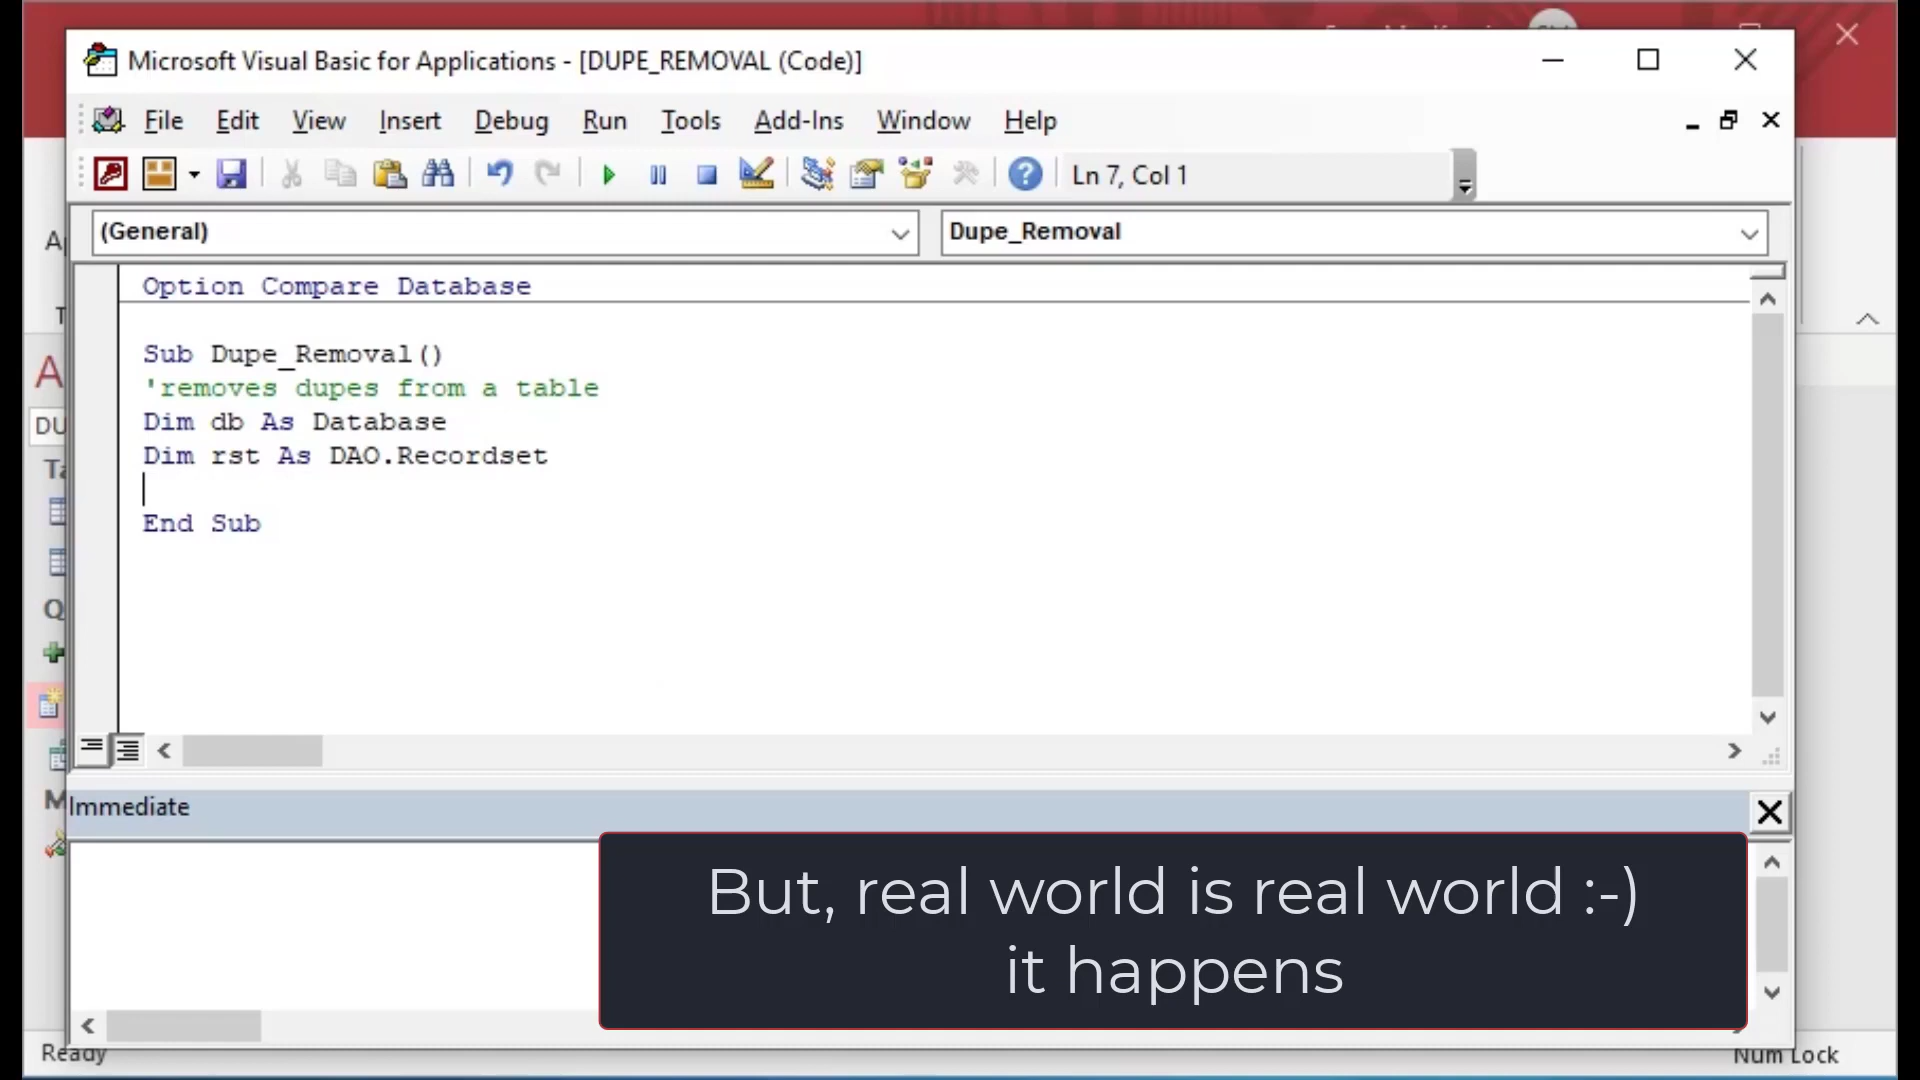 Microsoft Visual Basic for Applications - [DUPE_REMOVAL (Code)]
File Edit View Insert Debug Run Tools Add-Ins Window Help
Ln 7, Col 1
(General)
Dupe_Removal
Option Compare Database
Sub Dupe_Removal()
'removes dupes from a table
Dim db As Database
Dim rst As DAO.Recordset
End Sub
Immediate
But, real world is real world :-)
it happens
Ready
Num Lock